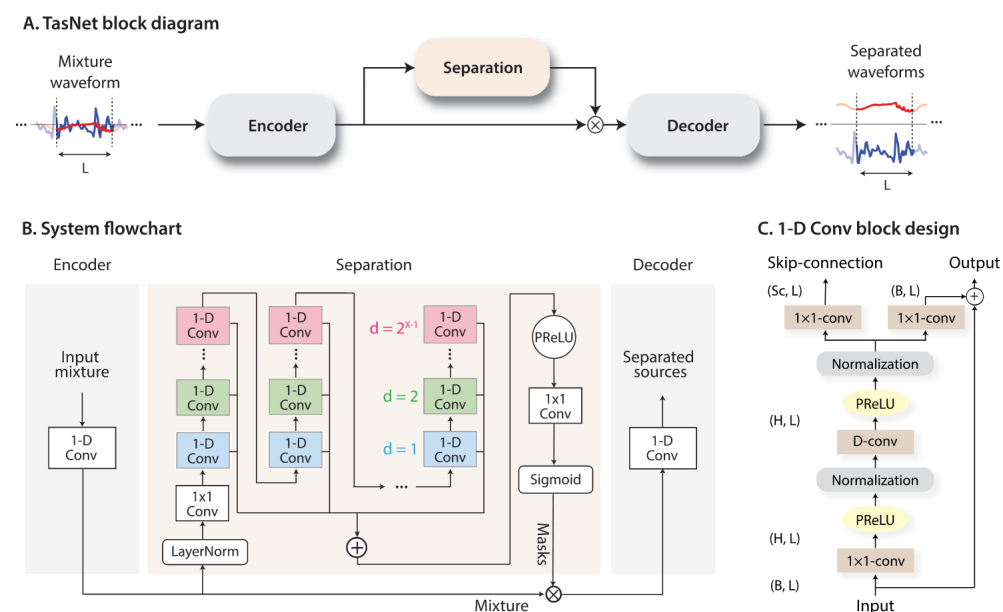 A. TasNet block diagram
Mixture
waveform
...
...
L
Encoder
Separation
Decoder
Separated
waveforms
...
...
L
B. System flowchart
Encoder
Separation
Decoder
Input
mixture
1-D
Conv
1-D
Conv
1-D
Conv
1-D
Conv
1x1
Conv
LayerNorm
1-D
Conv
1-D
Conv
1-D
Conv
...
d = 2^X-1
d = 2
d = 1
1-D
Conv
1-D
Conv
1-D
Conv
PReLU
1x1
Conv
Sigmoid
Masks
Mixture
Separated
sources
1-D
Conv
C. 1-D Conv block design
Skip-connection
Output
(Sc, L)
(B, L)
1×1-conv
1×1-conv
Normalization
PReLU
(H, L)
D-conv
Normalization
PReLU
(H, L)
1×1-conv
(B, L)
Input